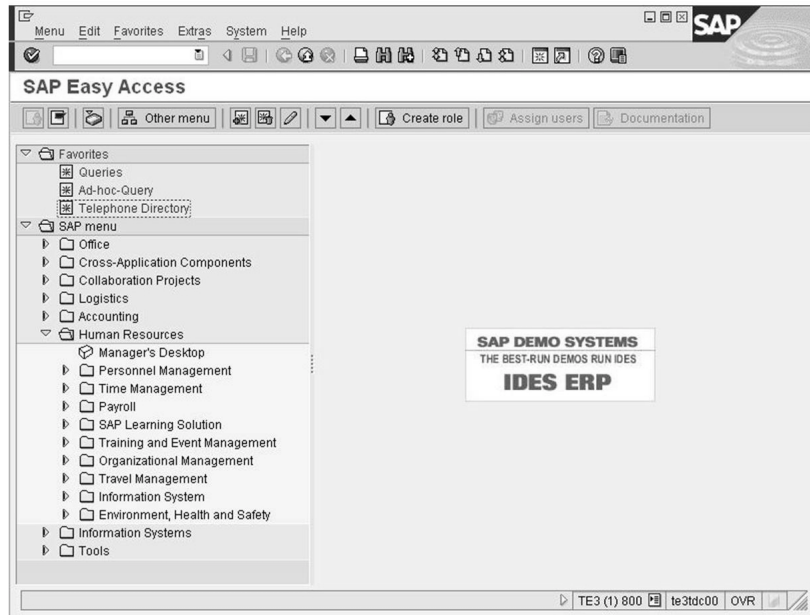 SAP
Menu Edit Favorites Extras System Help
SAP Easy Access
Other menu Create role Assign users Documentation
Favorites
Queries
Ad-hoc-Query
Telephone Directory
SAP menu
Office
Cross-Application Components
Collaboration Projects
Logistics
Accounting
Human Resources
Manager's Desktop
Personnel Management
Time Management
Payroll
SAP Learning Solution
Training and Event Management
Organizational Management
Travel Management
Information System
Environment, Health and Safety
Information Systems
Tools
SAP DEMO SYSTEMS
THE BEST-RUN DEMOS RUN IDES
IDES ERP
TE3 (1) 800 te3tdc00 OVR